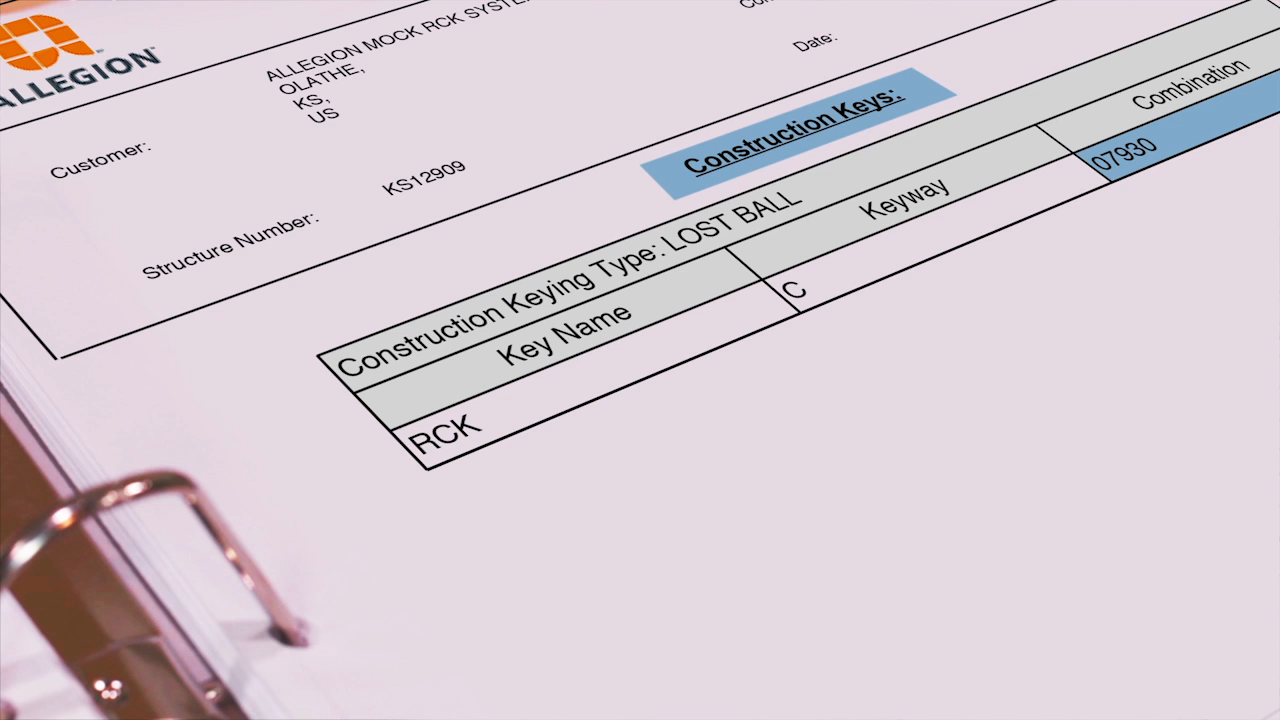 ALLEGION
ALLEGION MOCK RCK
OLATHE,
KS,
US
Customer:
Date:
Structure Number:
KS12909
Construction Keys:
Construction Keying Type: LOST BALL
Key Name
Keyway
Combination
RCK
C
07930